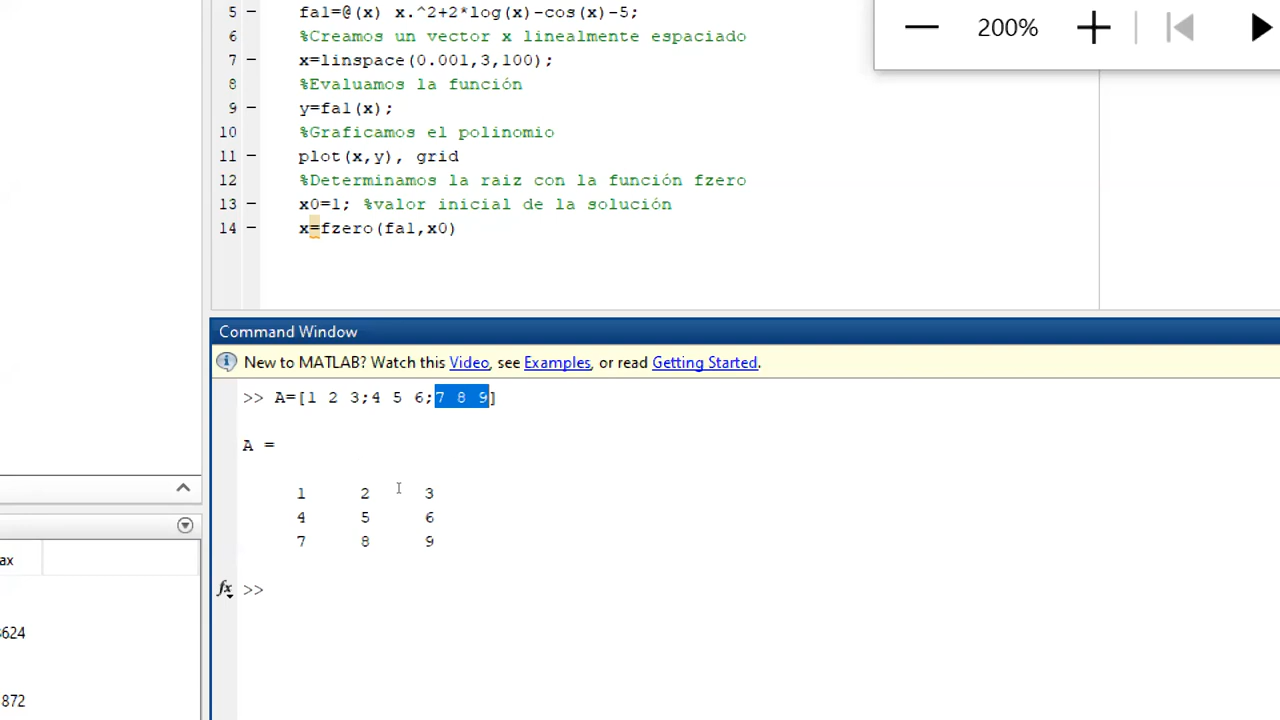 5 fal=@(x) x.^2+2*log(x)-cos(x)-5;
6 %Creamos un vector x linealmente espaciado
7 x=linspace(0.001,3,100);
8 %Evaluamos la función
9 y=fal(x);
10 %Graficamos el polinomio
11 plot(x,y), grid
12 %Determinamos la raiz con la función fzero
13 x0=1; %valor inicial de la solución
14 x=fzero(fal,x0)
200%
Command Window
New to MATLAB? Watch this Video, see Examples, or read Getting Started.
>> A=[1 2 3;4 5 6;7 8 9]
A =
1 2 3
4 5 6
7 8 9
fx >>
ax
624
872